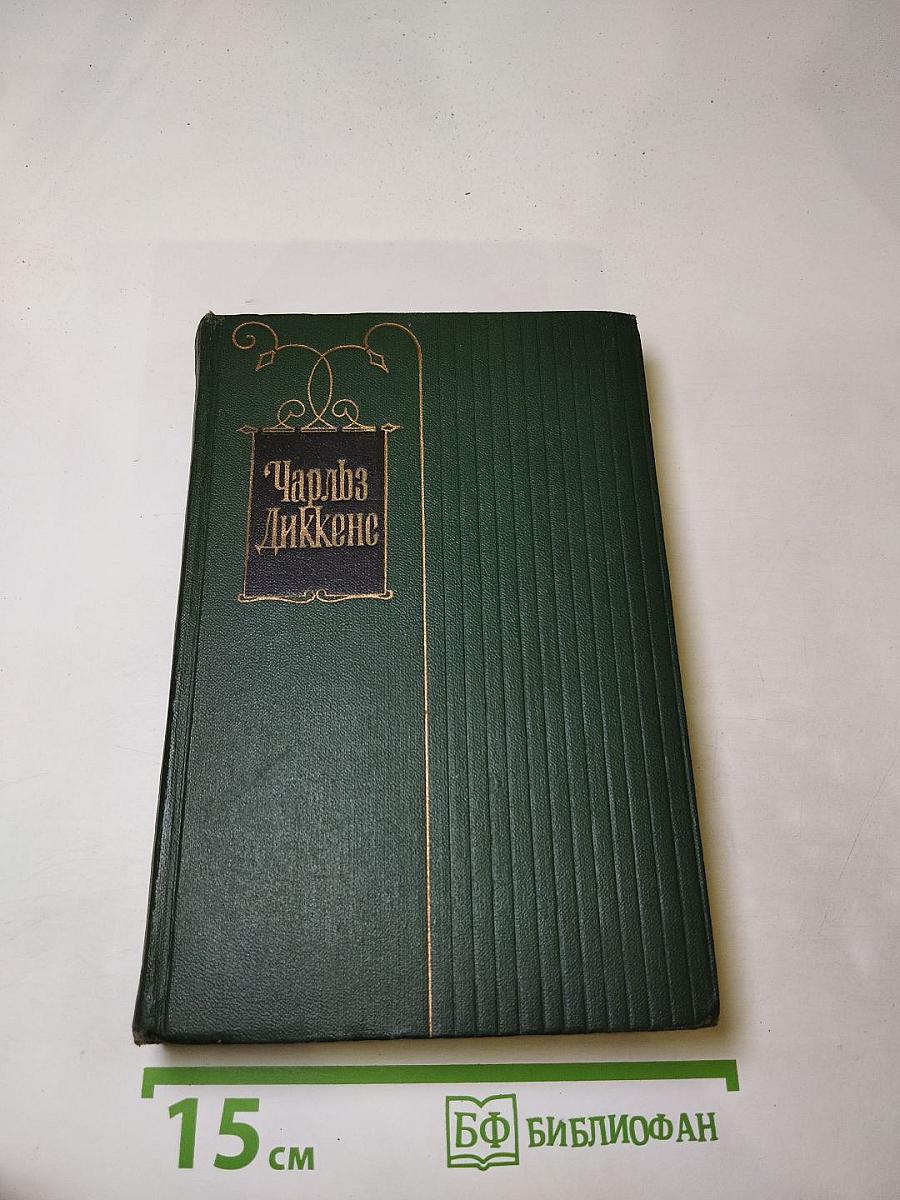 Чарльз
Диккенс
15 см
БФ БИБЛИОФАН